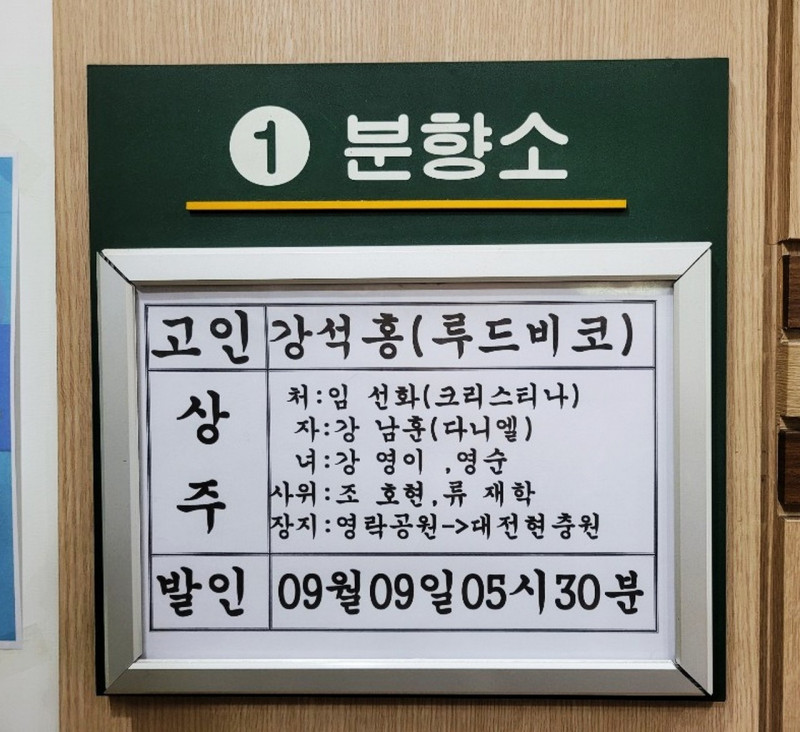 1 분향소
고인 강석홍(루드비코)
상주
처:임 선화(크리스티나)
자:강 남훈(다니엘)
녀:강 영이 ,영순
사위:조 호현,류 재학
장지:영락공원->대전현충원
발인 09월09일05시30분